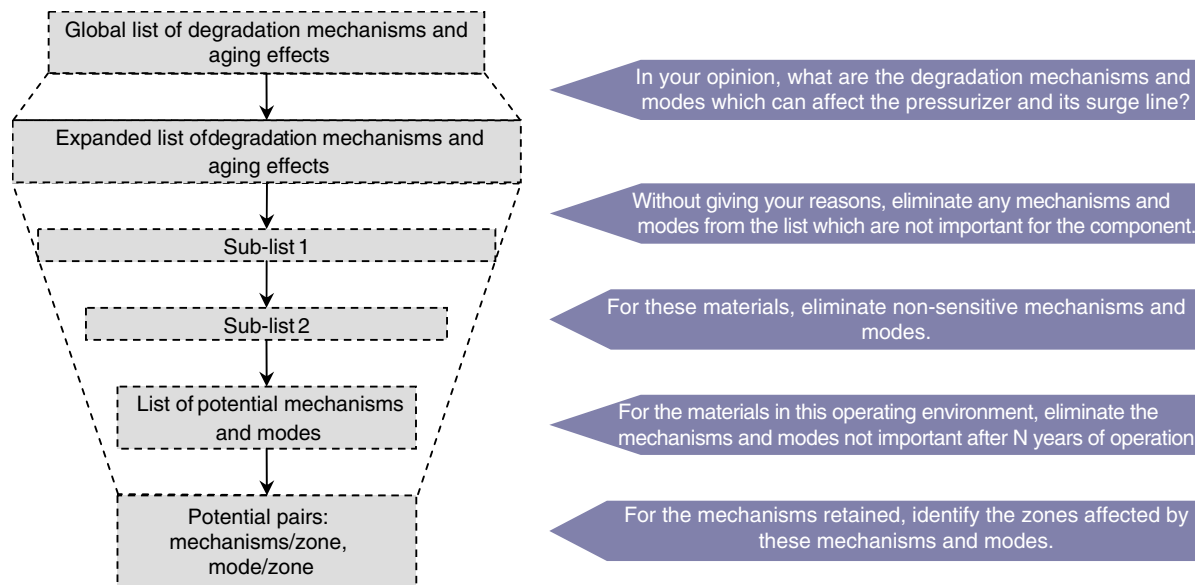 Global list of degradation mechanisms and
aging effects
In your opinion, what are the degradation mechanisms and
modes which can affect the pressurizer and its surge line?
Expanded list of degradation mechanisms and
aging effects
Without giving your reasons, eliminate any mechanisms and
modes from the list which are not important for the component.
Sub-list 1
For these materials, eliminate non-sensitive mechanisms and
modes.
Sub-list 2
List of potential mechanisms
and modes
For the materials in this operating environment, eliminate the
mechanisms and modes not important after N years of operation
Potential pairs:
mechanisms/zone,
mode/zone
For the mechanisms retained, identify the zones affected by
these mechanisms and modes.